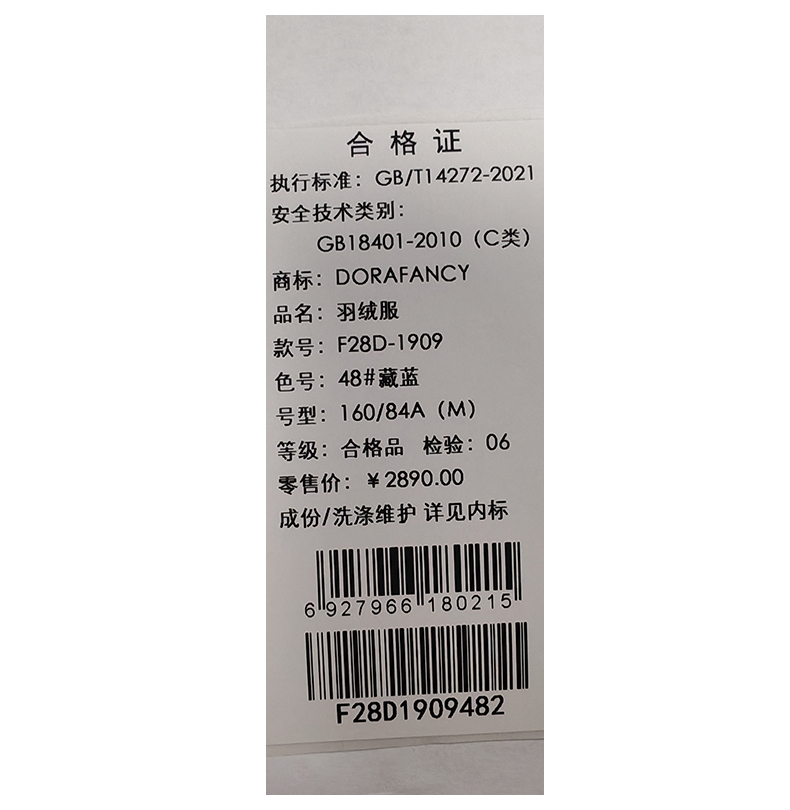 合格证
执行标准：GB/T14272-2021
安全技术类别：
GB18401-2010（C类）
商标：DORAFANCY
品名：羽绒服
款号：F28D-1909
色号：48#藏蓝
号型：160/84A（M）
等级：合格品 检验：06
零售价：￥2890.00
成份/洗涤维护 详见内标
6 927966 180215
F28D1909482